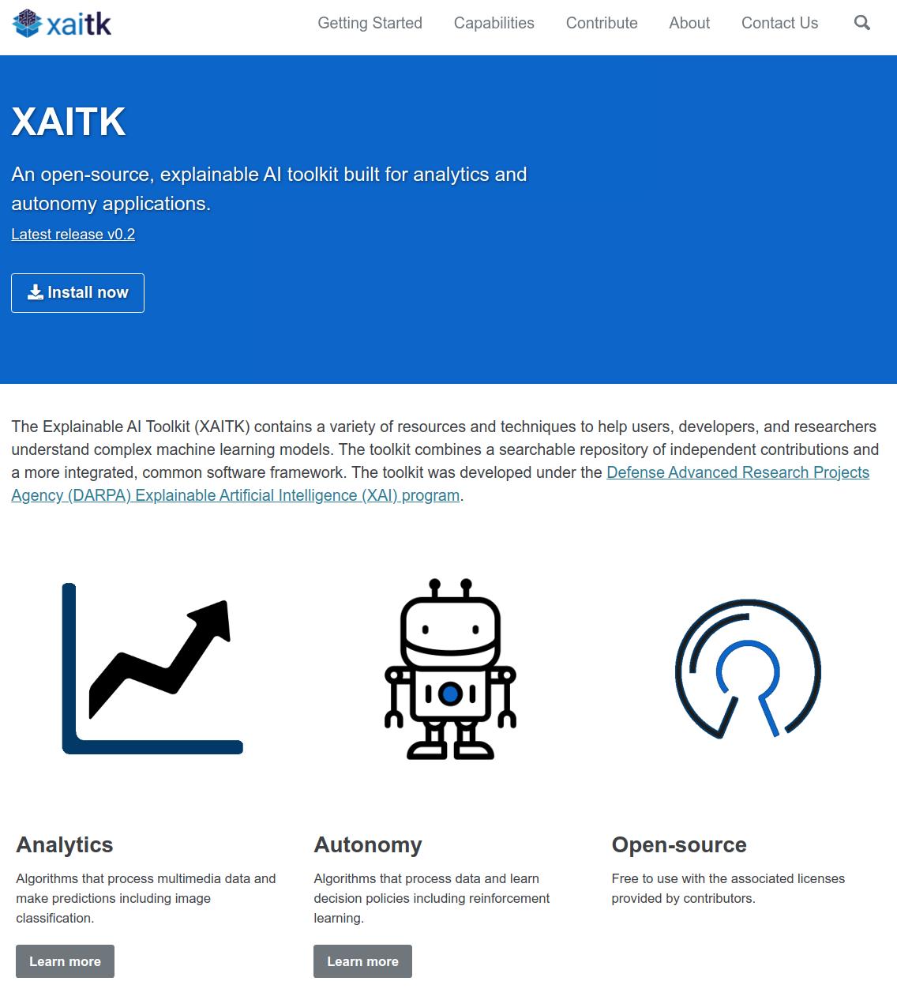 xaitk
Getting Started Capabilities Contribute About Contact Us
XAITK
An open-source, explainable AI toolkit built for analytics and
autonomy applications.
Latest release v0.2
Install now
The Explainable AI Toolkit (XAITK) contains a variety of resources and techniques to help users, developers, and researchers
understand complex machine learning models. The toolkit combines a searchable repository of independent contributions and
a more integrated, common software framework. The toolkit was developed under the Defense Advanced Research Projects
Agency (DARPA) Explainable Artificial Intelligence (XAI) program.
Analytics
Algorithms that process multimedia data and
make predictions including image
classification.
Learn more
Autonomy
Algorithms that process data and learn
decision policies including reinforcement
learning.
Learn more
Open-source
Free to use with the associated licenses
provided by contributors.